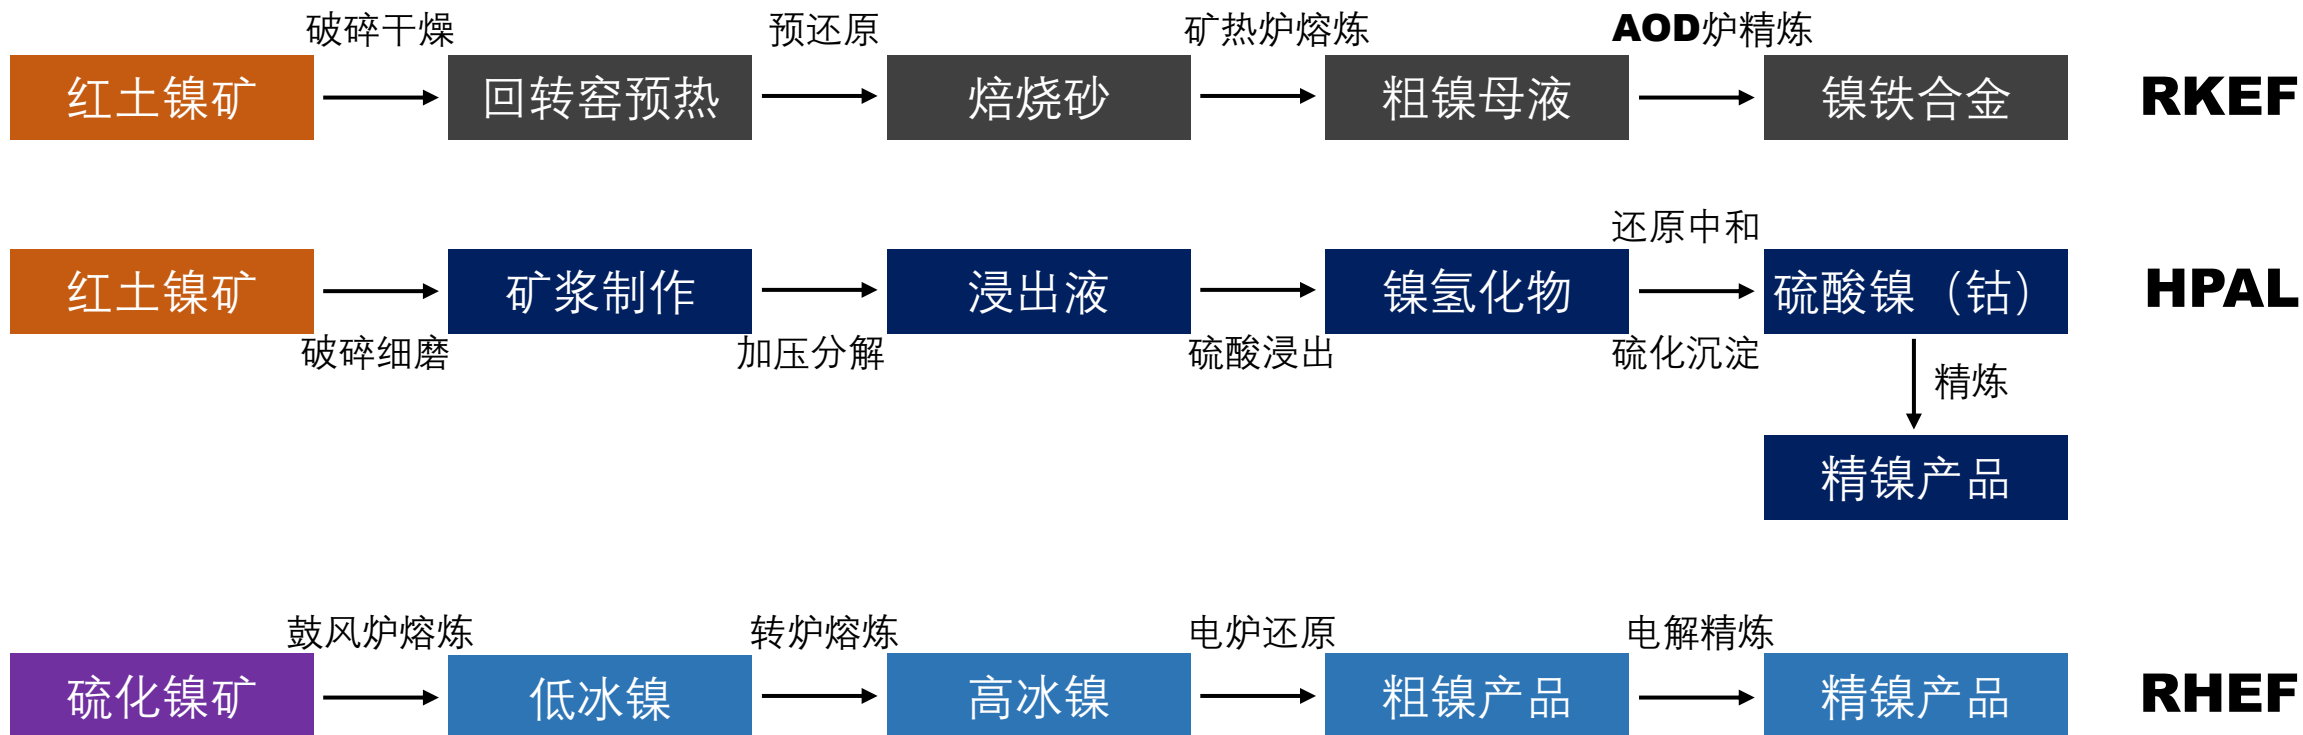 破碎干燥
预还原
矿热炉熔炼
AOD炉精炼
红土镍矿
回转窑预热
焙烧砂
粗镍母液
镍铁合金
RKEF
还原中和
红土镍矿
矿浆制作
浸出液
镍氢化物
硫酸镍（钴）
HPAL
破碎细磨
加压分解
硫酸浸出
硫化沉淀
精炼
精镍产品
鼓风炉熔炼
转炉熔炼
电炉还原
电解精炼
硫化镍矿
低冰镍
高冰镍
粗镍产品
精镍产品
RHEF